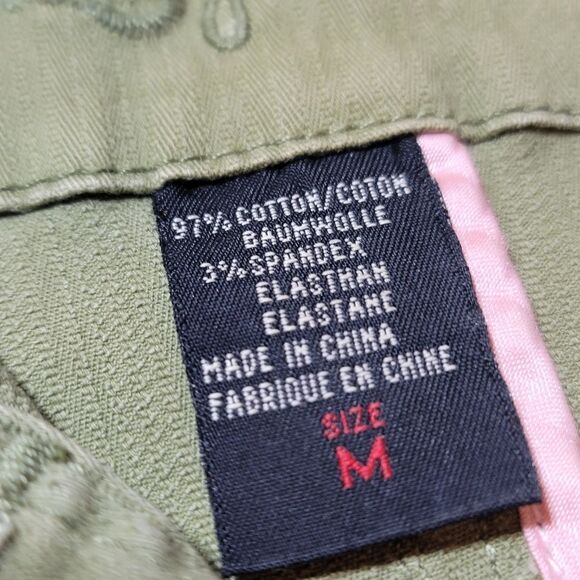 97% COTTON/COTON
BAUMWOLLE
3% SPANDEX
ELASTHAN
ELASTANE
MADE IN CHINA
FABRIQUE EN CHINE
SIZE
M